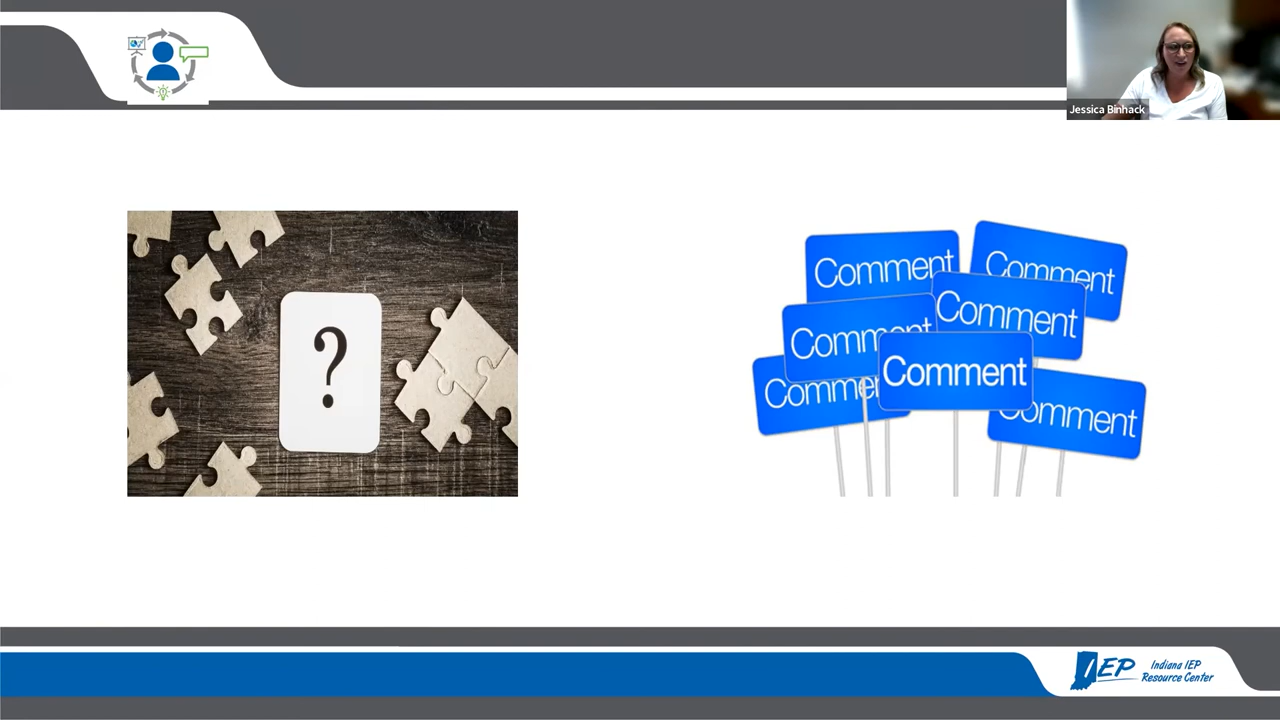 Jessica Binhack
?
Comment
Comment
Comment
Comment
Comment
Comment
Comment
IEP
Indiana IEP
Resource Center